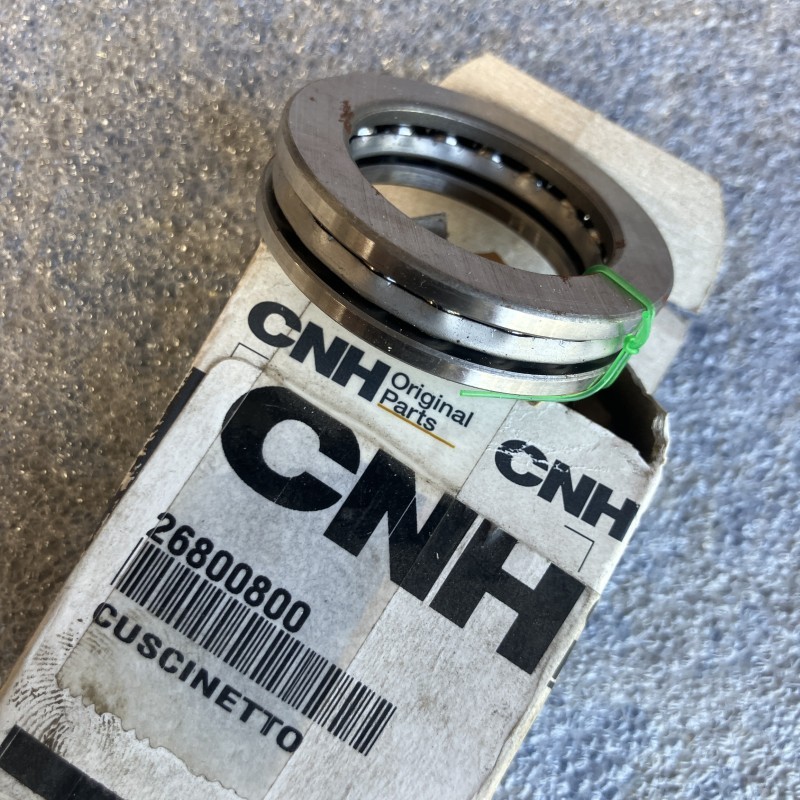 CNH Original
Parts
CNH
CNH
26800800
CUSCINETTO